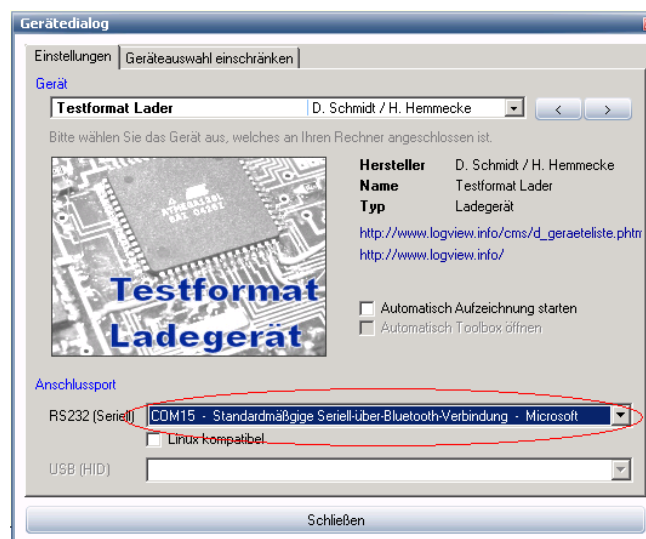 Gerätedialog
Einstellungen Geräteauswahl einschränken
Gerät
Testformat Lader D. Schmidt / H. Hemmecke < >
Bitte wählen Sie das Gerät aus, welches an Ihren Rechner angeschlossen ist.
Hersteller D. Schmidt / H. Hemmecke
Name Testformat Lader
Typ Ladegerät
http://www.logview.info/cms/d_geraeteliste.phtm
http://www.logview.info/
Testformat
Ladegerät
Automatisch Aufzeichnung starten
Automatisch Toolbox öffnen
Anschlussport
RS232 (Seriell) COM15 - Standardmäßgige Seriell-über-Bluetooth-Verbindung - Microsoft
Linux kompatibel
USB (HID)
Schließen